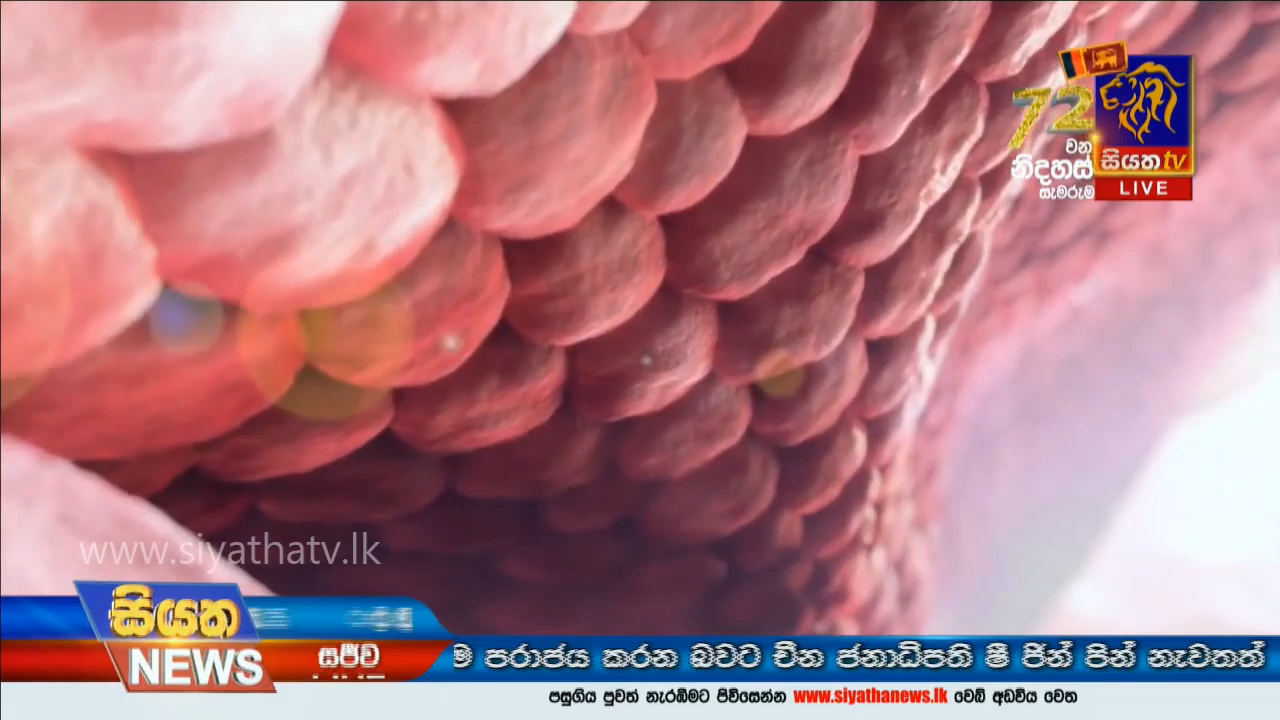 72
වන
නිදහස්
සැමරුම
සියත tv
LIVE
www.siyathatv.lk
සියත
NEWS
සජීව
ම පරාජය කරන බවට චීන ජනාධිපති ෂී ජින් පින් නැවතත්
පසුගිය පුවත් නැරඹීමට පිවිසෙන්න www.siyathanews.lk වෙබ් අඩවිය වෙත